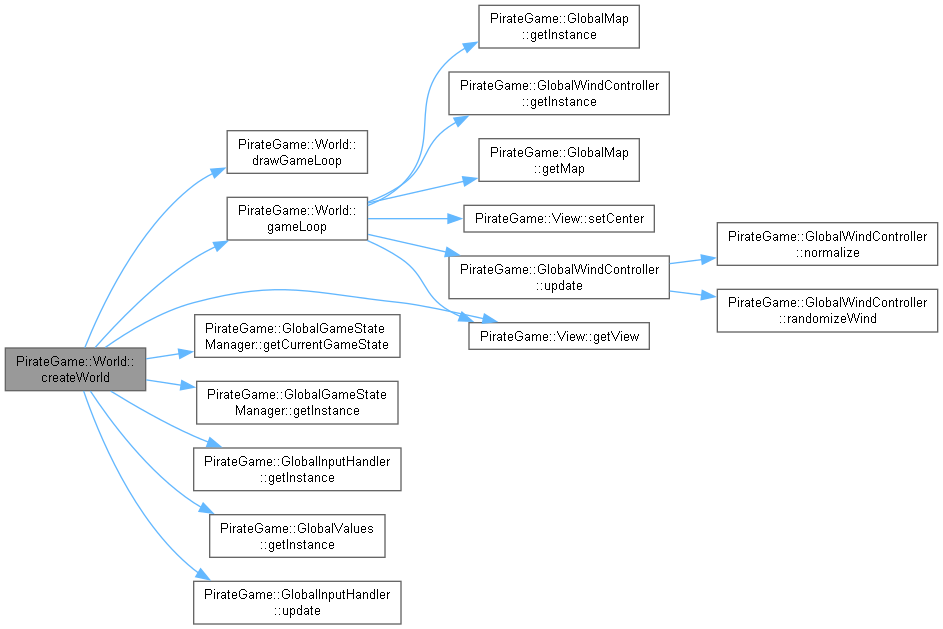 PirateGame::World::
createWorld
PirateGame::World::
drawGameLoop
PirateGame::World::
gameLoop
PirateGame::GlobalGameState
Manager::getCurrentGameState
PirateGame::GlobalGameState
Manager::getInstance
PirateGame::GlobalInputHandler
::getInstance
PirateGame::GlobalValues
::getInstance
PirateGame::GlobalInputHandler
::update
PirateGame::GlobalMap
::getInstance
PirateGame::GlobalWindController
::getInstance
PirateGame::GlobalMap
::getMap
PirateGame::View::setCenter
PirateGame::GlobalWindController
::update
PirateGame::View::getView
PirateGame::GlobalWindController
::normalize
PirateGame::GlobalWindController
::randomizeWind